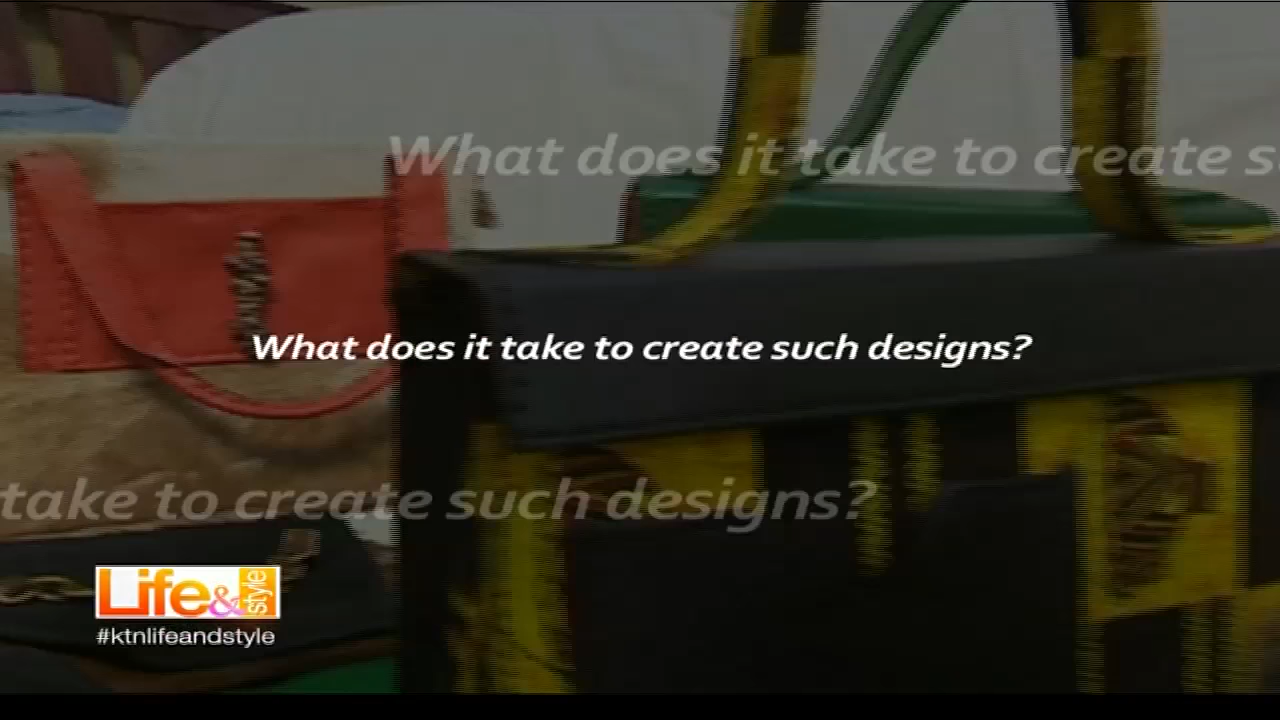 What does it take to create s
What does it take to create such designs?
take to create such designs?
Life& style
#ktnlifeandstyle